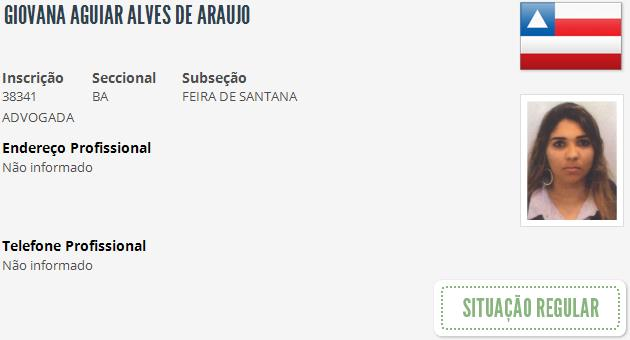 GIOVANA AGUIAR ALVES DE ARAUJO
Inscrição Seccional Subseção
38341 BA FEIRA DE SANTANA
ADVOGADA
Endereço Profissional
Não informado
Telefone Profissional
Não informado
SITUAÇÃO REGULAR